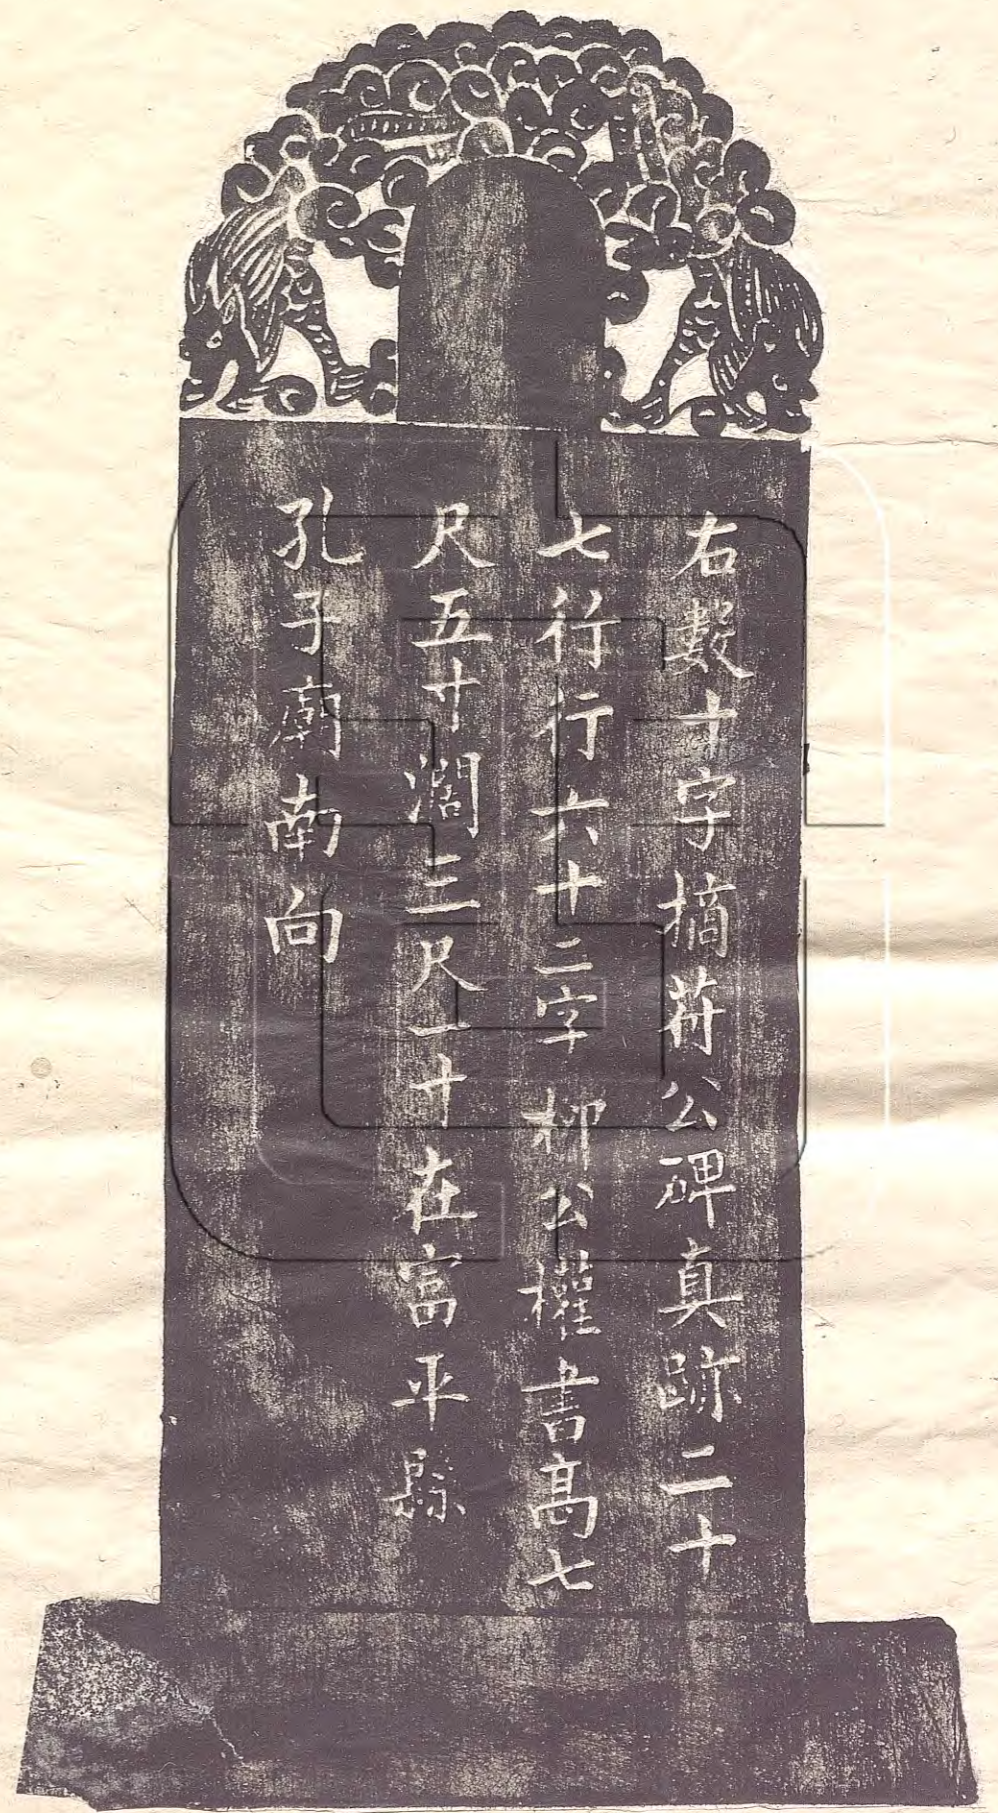 右數十字摘苻公碑真跡二十
七行行六十二字柳公權書髙七
尺五寸濶三尺一寸在富平縣
孔子廟南向